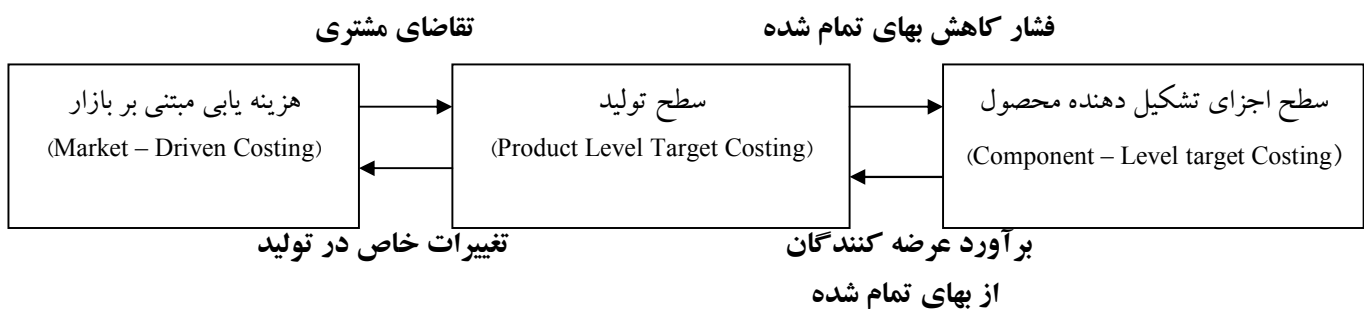 فشار کاهش بهای تمام شده
تقاضای مشتری
سطح اجزای تشکیل دهنده محصول
(Component – Level target Costing)
سطح تولید
(Product Level Target Costing)
هزینه یابی مبتنی بر بازار
(Market – Driven Costing)
برآورد عرضه کنندگان
از بهای تمام شده
تغییرات خاص در تولید